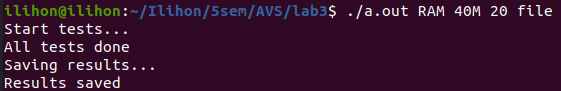 ilihon@ilihon:~/Ilihon/5sem/AVS/lab3$ ./a.out RAM 40M 20 file
Start tests...
All tests done
Saving results...
Results saved